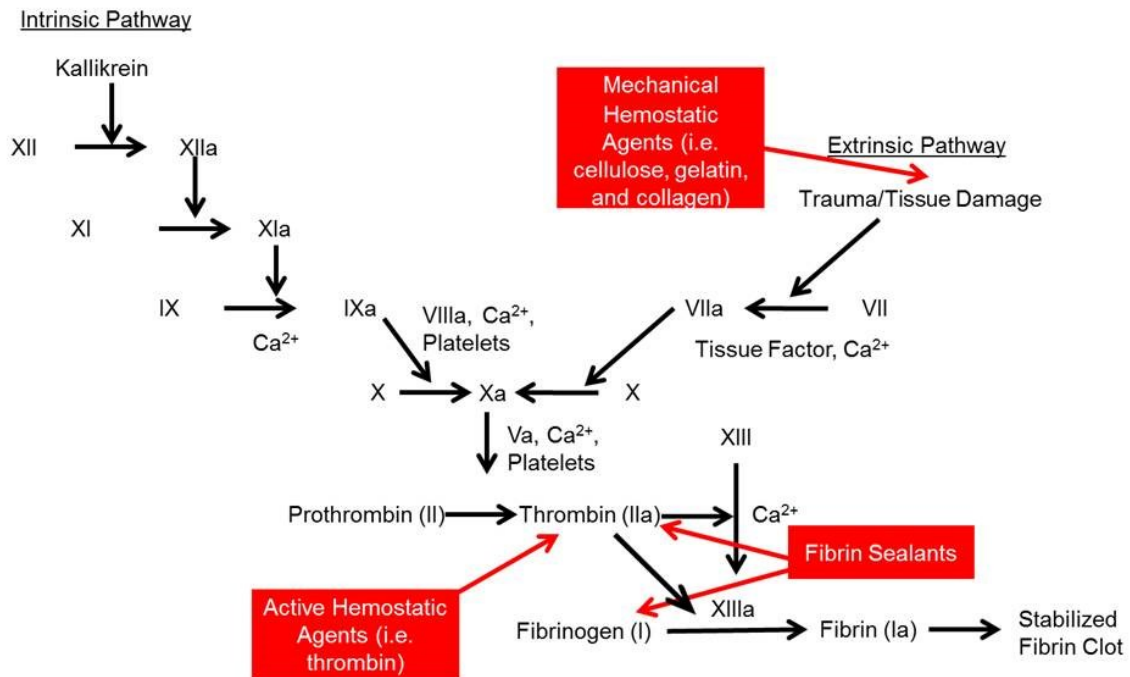 Intrinsic Pathway
Kallikrein
XII
XIIa
XI
XIa
IX
Ca²⁺
IXa
VIIIa, Ca²⁺,
Platelets
Mechanical
Hemostatic
Agents (i.e.
cellulose, gelatin,
and collagen)
Extrinsic Pathway
Trauma/Tissue Damage
VIIa
VII
Tissue Factor, Ca²⁺
X
Xa
X
Va, Ca²⁺,
Platelets
XIII
Prothrombin (II)
Thrombin (IIa)
Ca²⁺
Fibrin Sealants
Active Hemostatic
Agents (i.e.
thrombin)
XIIIa
Fibrinogen (I)
Fibrin (Ia)
Stabilized
Fibrin Clot